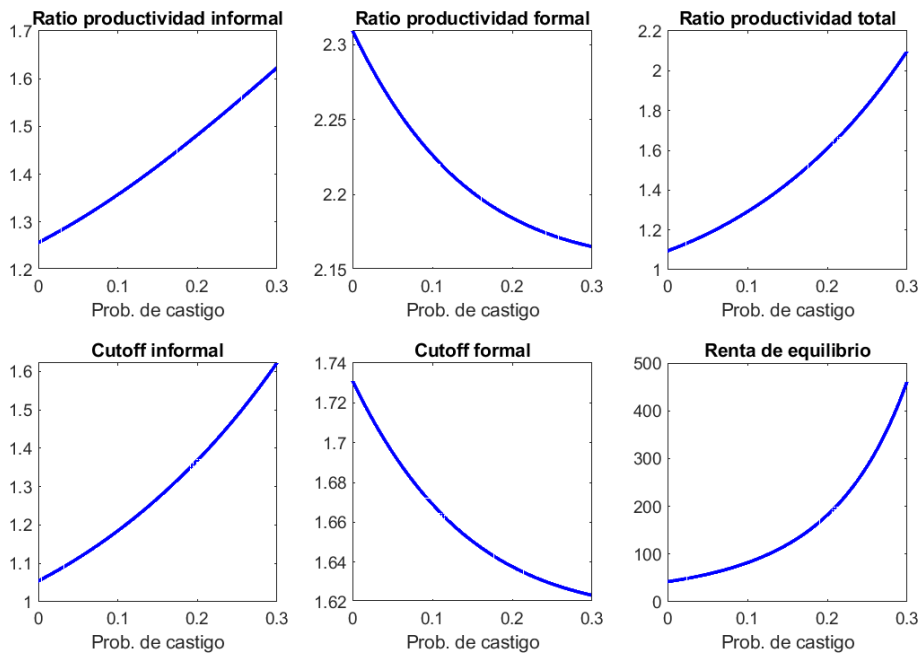 Ratio productividad informal
1.7
1.6
1.5
1.4
1.3
1.2
0 0.1 0.2 0.3
Prob. de castigo
Ratio productividad formal
2.3
2.25
2.2
2.15
0 0.1 0.2 0.3
Prob. de castigo
Ratio productividad total
2.2
2
1.8
1.6
1.4
1.2
1
0 0.1 0.2 0.3
Prob. de castigo
Cutoff informal
1.6
1.5
1.4
1.3
1.2
1.1
1
0 0.1 0.2 0.3
Prob. de castigo
Cutoff formal
1.74
1.72
1.7
1.68
1.66
1.64
1.62
0 0.1 0.2 0.3
Prob. de castigo
Renta de equilibrio
500
400
300
200
100
0
0 0.1 0.2 0.3
Prob. de castigo